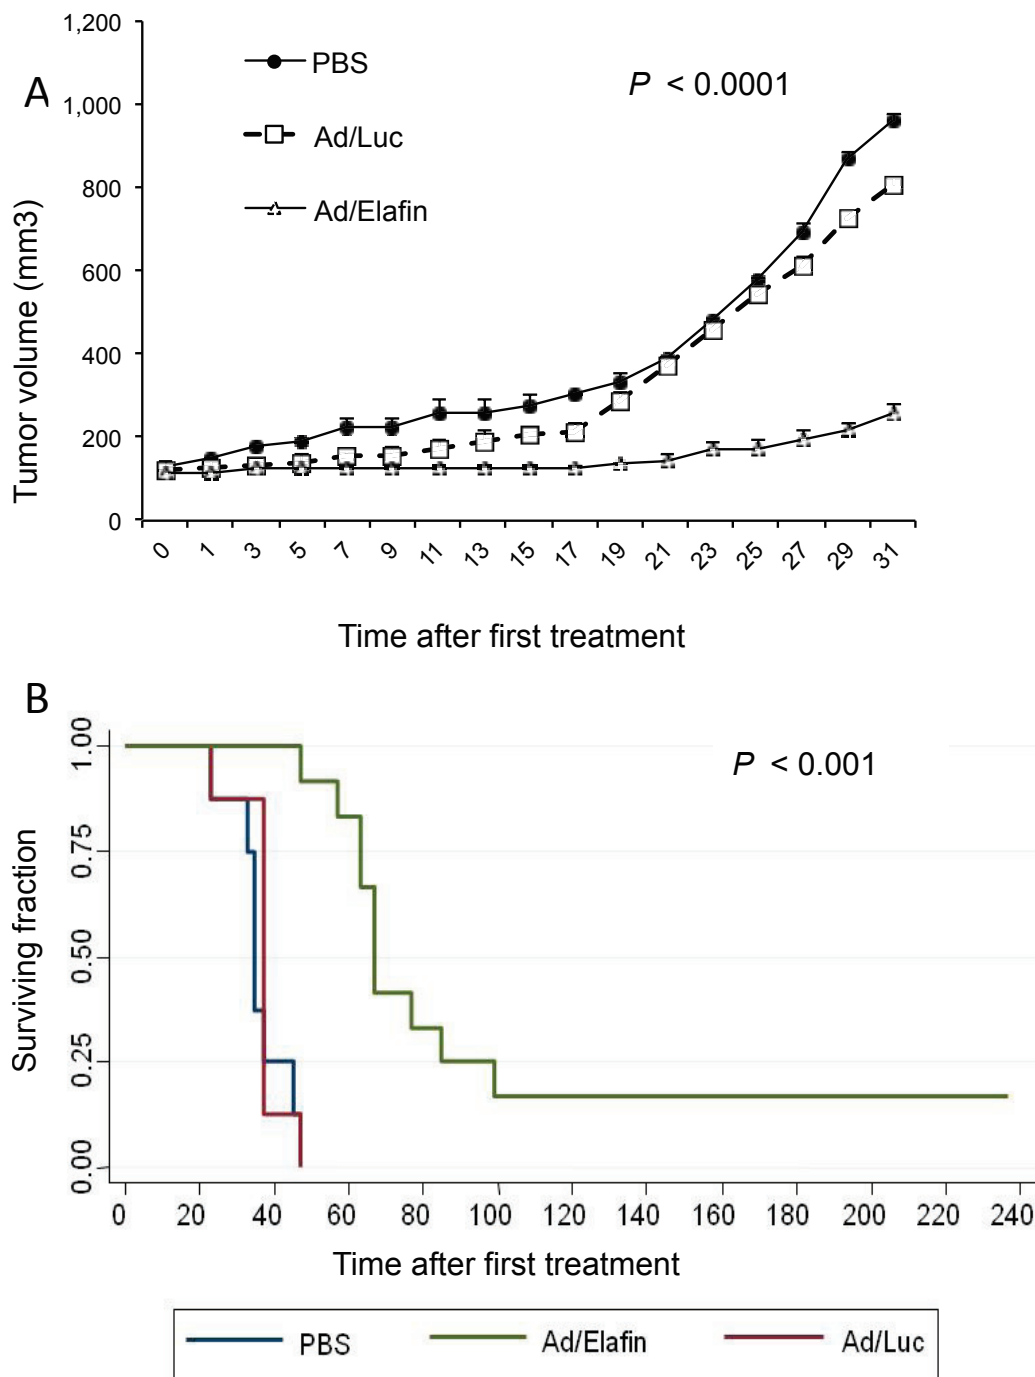 A
1,200
1,000
800
600
400
200
0
Tumor volume (mm3)
PBS
Ad/Luc
Ad/Elafin
P < 0.0001
0 1 3 5 7 9 11 13 15 17 19 21 23 25 27 29 31
Time after first treatment
B
1.00
0.75
0.50
0.25
0.00
Surviving fraction
P < 0.001
0 20 40 60 80 100 120 140 160 180 200 220 240
Time after first treatment
PBS Ad/Elafin Ad/Luc